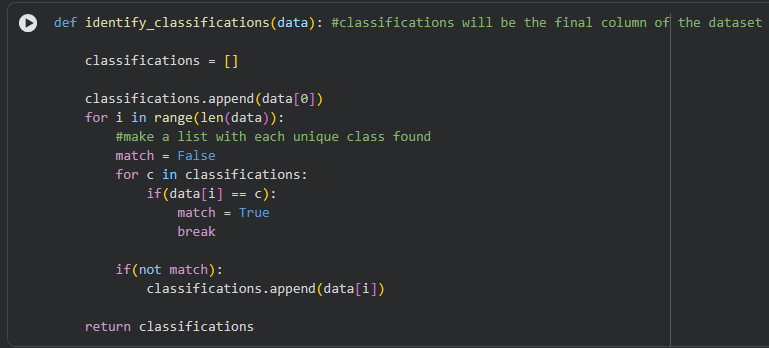 def identify_classifications(data): #classifications will be the final column of the dataset
classifications = []
classifications.append(data[0])
for i in range(len(data)):
#make a list with each unique class found
match = False
for c in classifications:
if(data[i] == c):
match = True
break
if(not match):
classifications.append(data[i])
return classifications